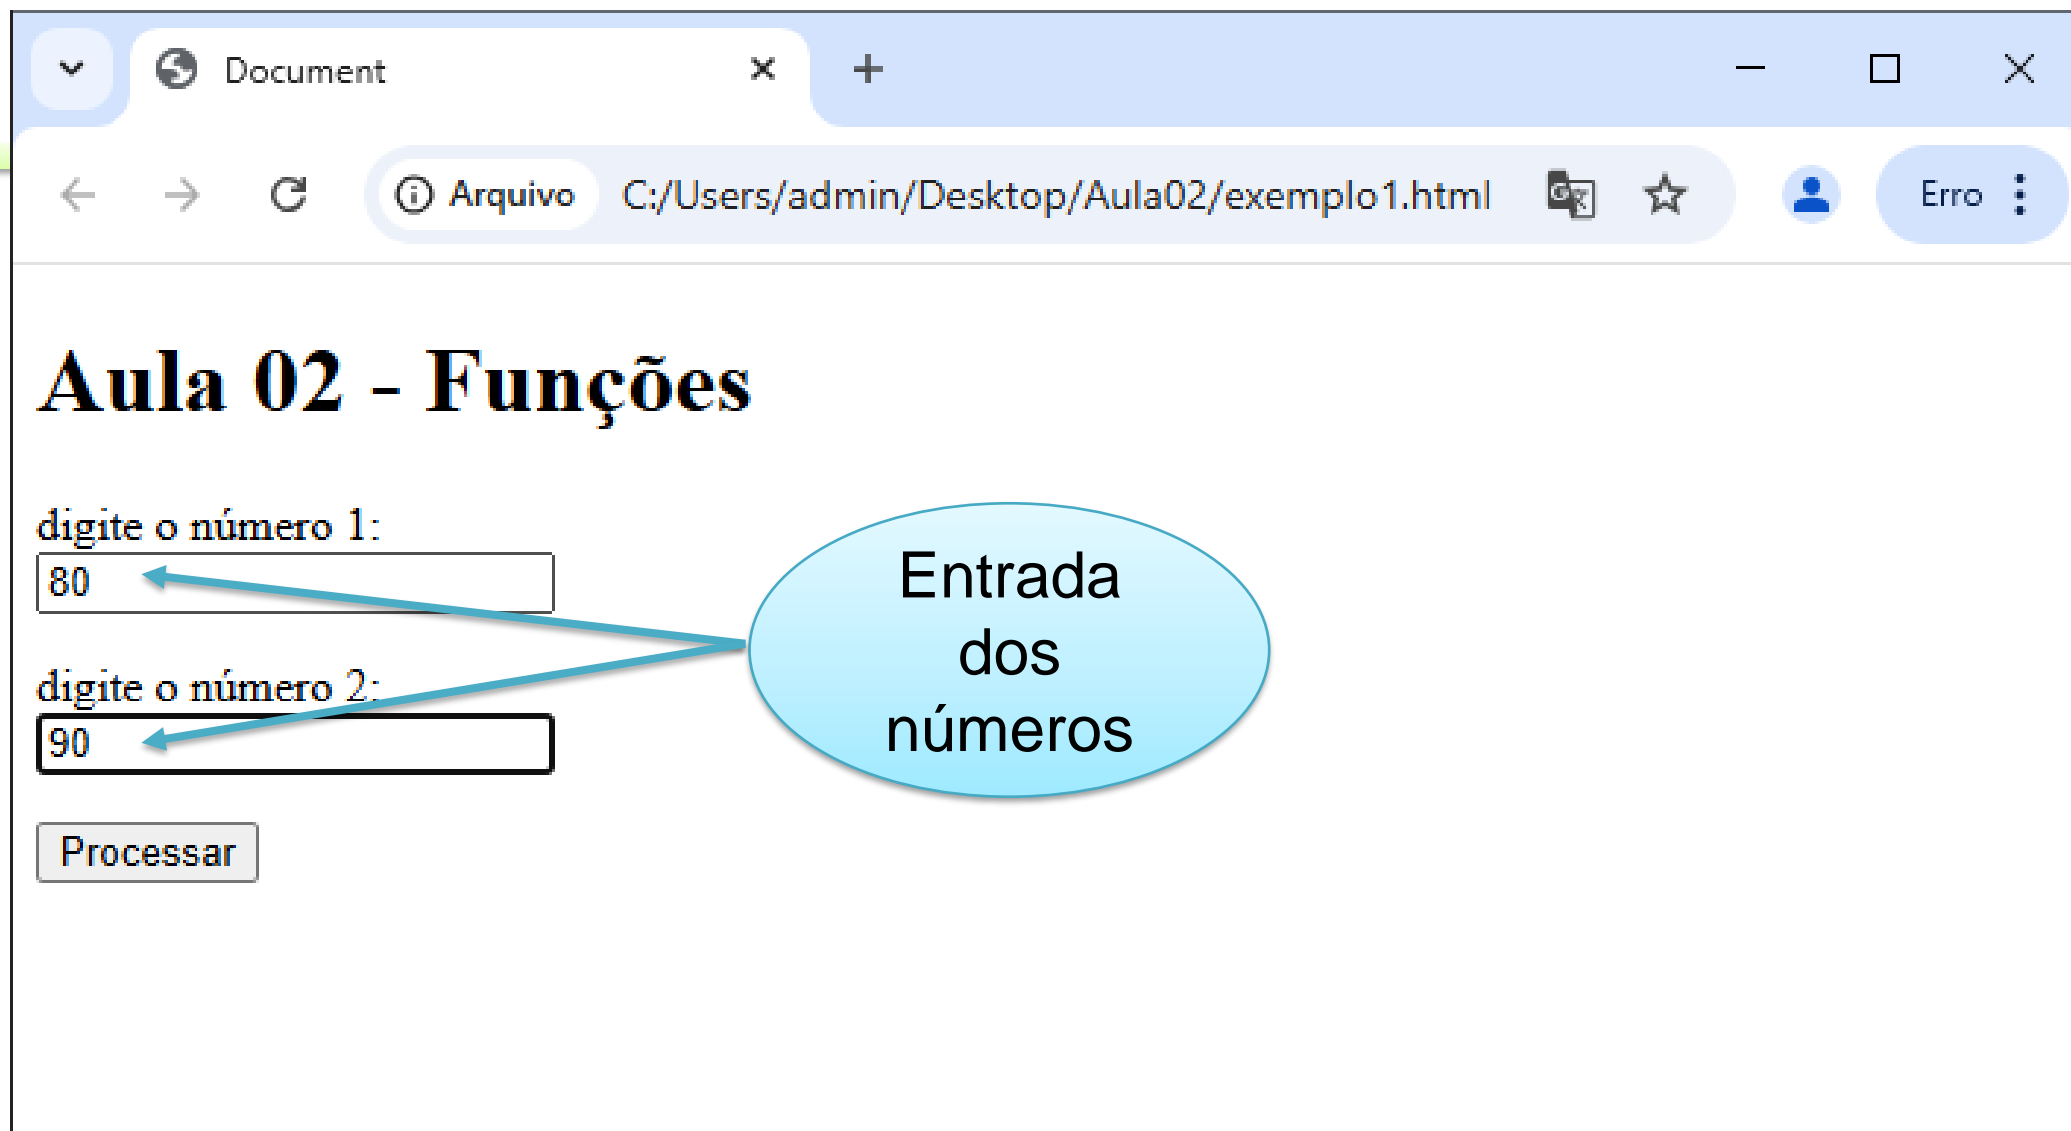 Document
Arquivo C:/Users/admin/Desktop/Aula02/exemplo1.html Erro
Aula 02 - Funções
digite o número 1:
80
digite o número 2:
90
Processar
Entrada
dos
números